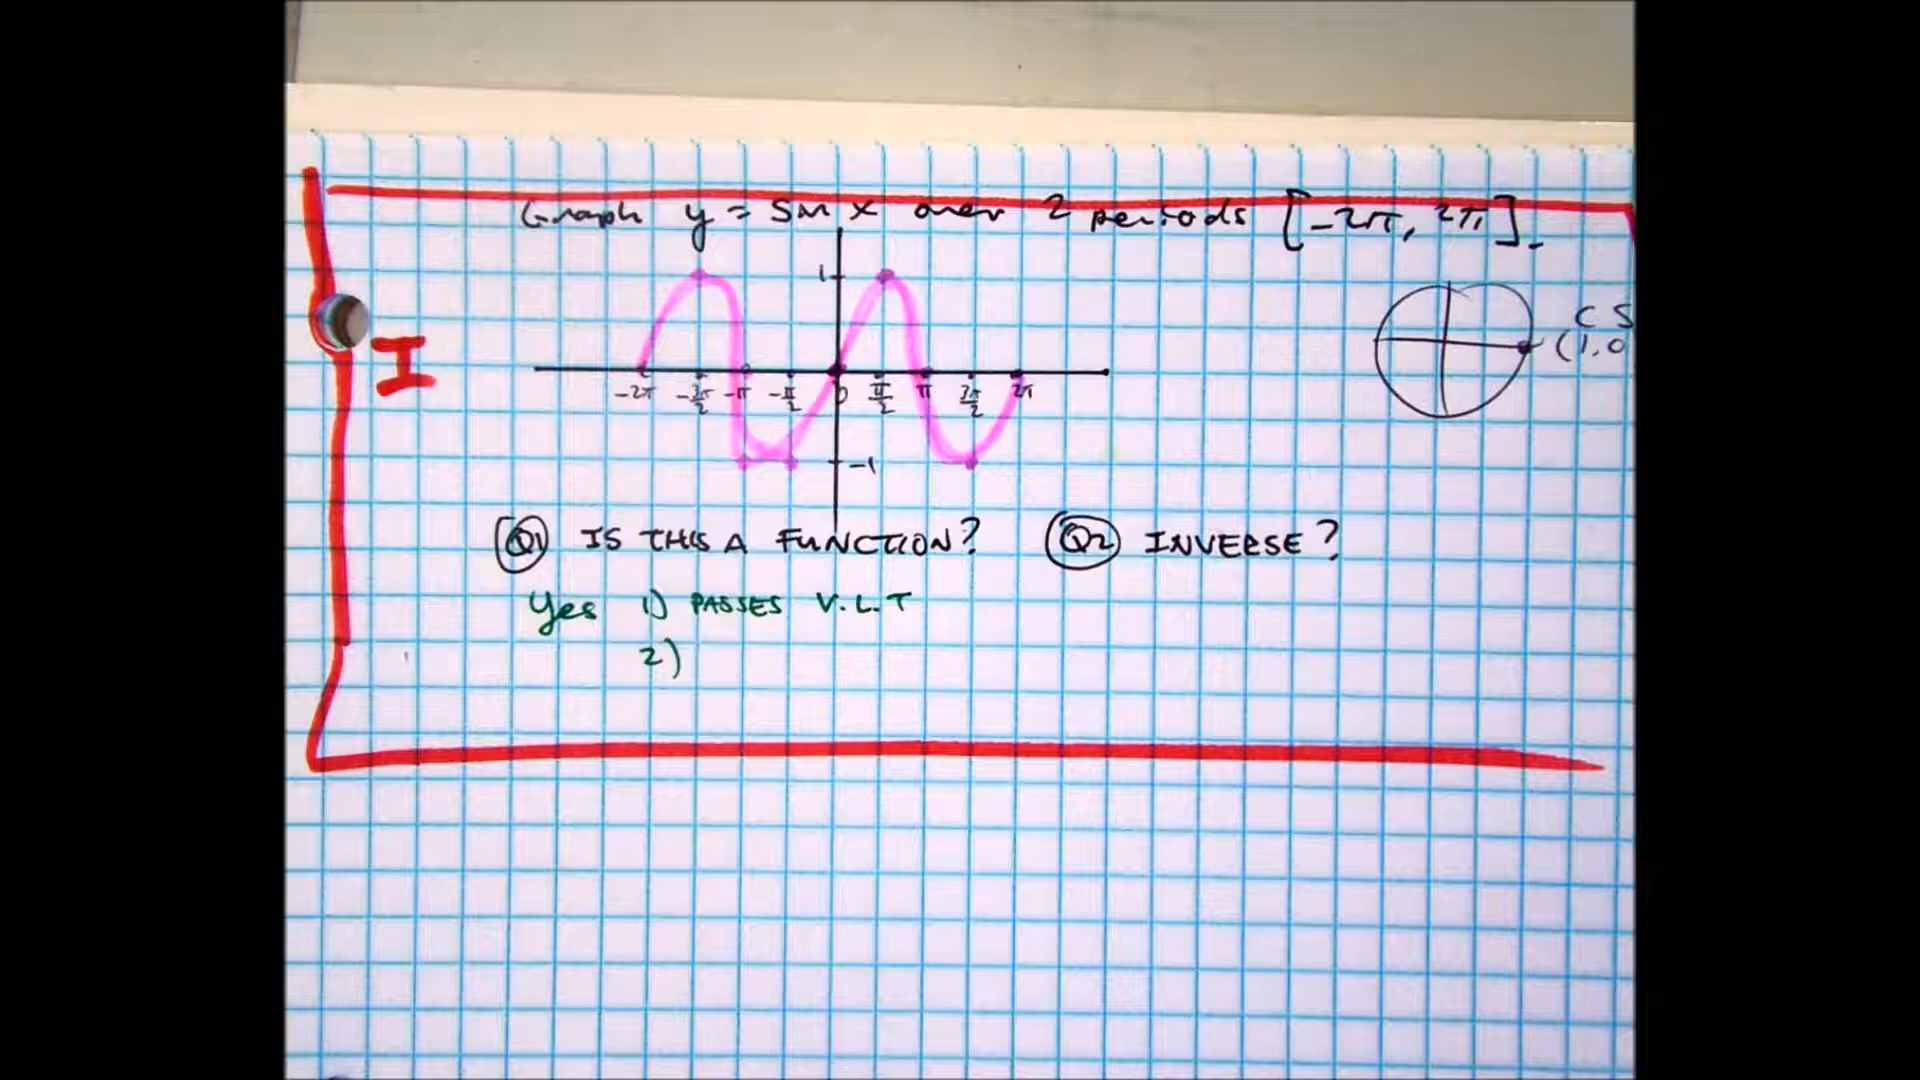 Graph y = Sin x over 2 periods [-2π, 2π].
1
C S
(1,0
I
-2π -3π/2 -π -π/2 0 π/2 π 3π/2 2π
-1
Q1 IS THIS A FUNCTION? Q2 INVERSE?
Yes 1) PASSES V.L.T
2)